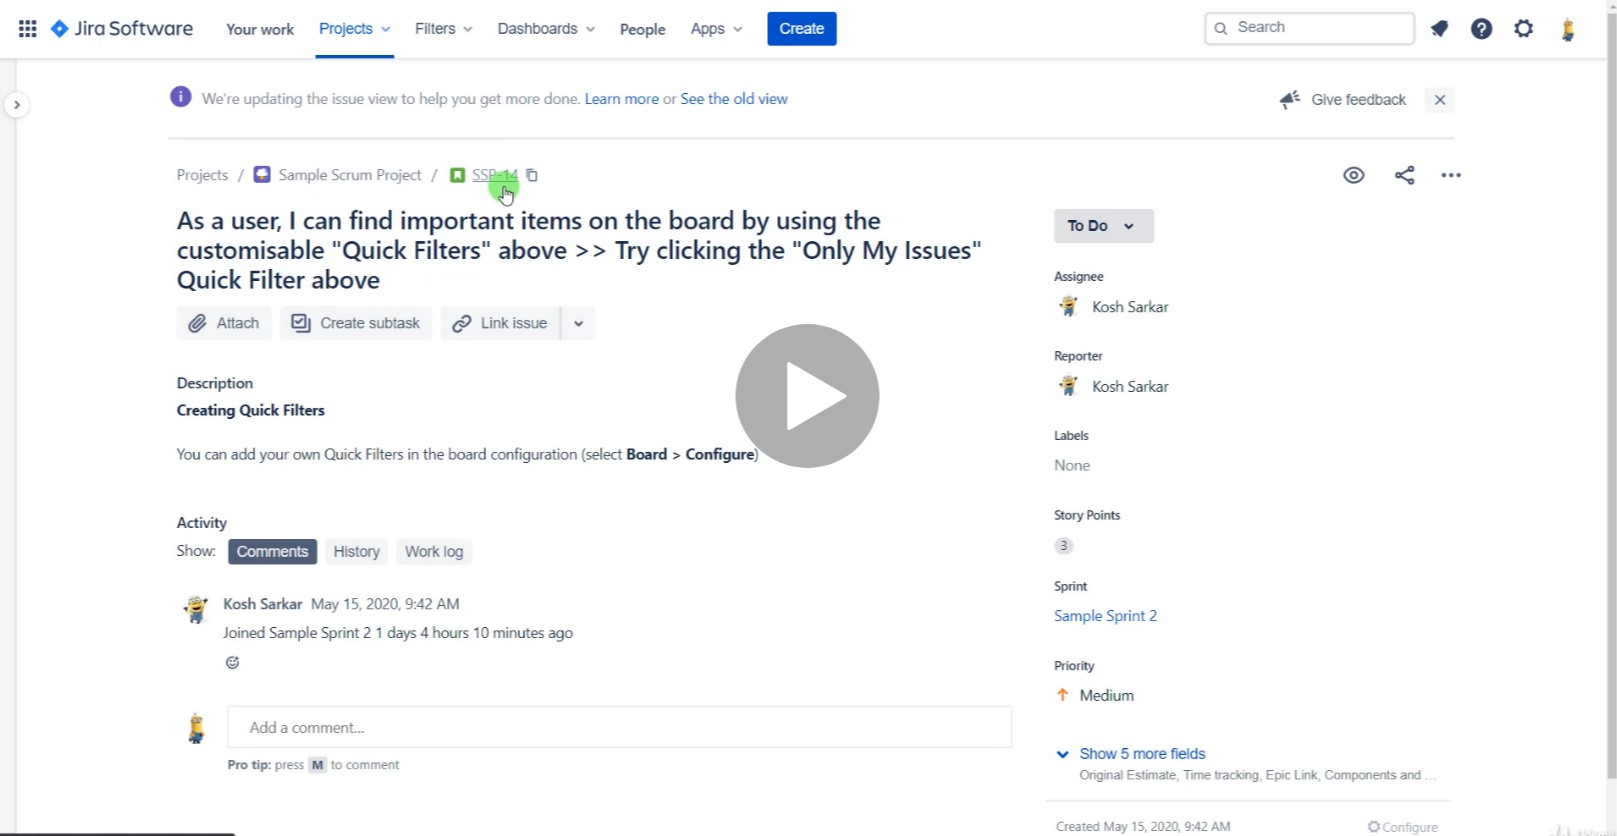 Jira Software Your work Projects Filters Dashboards People Apps Create Search
We're updating the issue view to help you get more done. Learn more or See the old view Give feedback
Projects / Sample Scrum Project / SSP-14
As a user, I can find important items on the board by using the
customisable "Quick Filters" above >> Try clicking the "Only My Issues"
Quick Filter above
Attach Create subtask Link issue
Description
Creating Quick Filters
You can add your own Quick Filters in the board configuration (select Board > Configure)
Activity
Show: Comments History Work log
Kosh Sarkar May 15, 2020, 9:42 AM
Joined Sample Sprint 2 1 days 4 hours 10 minutes ago
Add a comment...
Pro tip: press M to comment
To Do
Assignee
Kosh Sarkar
Reporter
Kosh Sarkar
Labels
None
Story Points
3
Sprint
Sample Sprint 2
Priority
Medium
Show 5 more fields
Original Estimate, Time tracking, Epic Link, Components and ...
Created May 15, 2020, 9:42 AM Configure